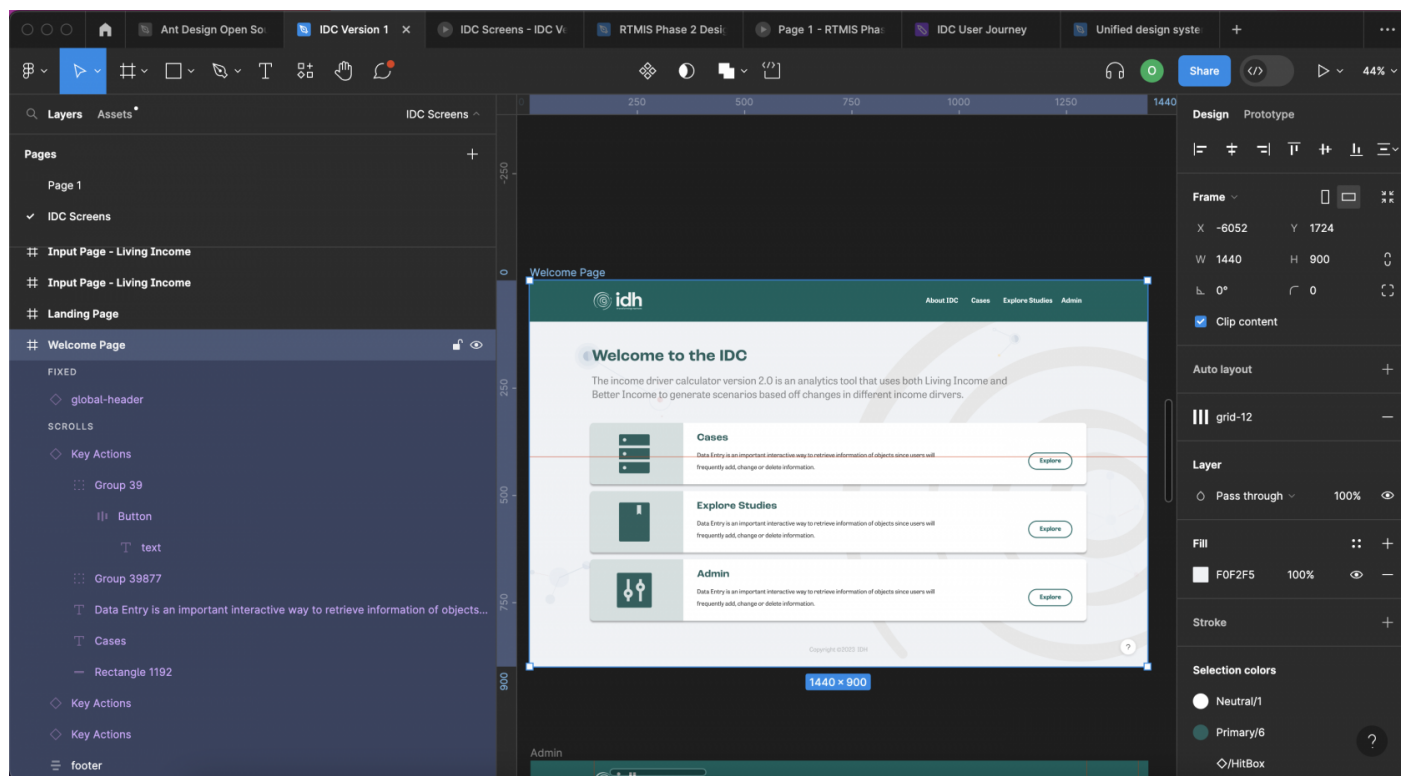 Ant Design Open So
IDC Version 1
IDC Screens - IDC Ve
RTMIS Phase 2 Desi
Page 1 - RTMIS Phas
IDC User Journey
Unified design syste
O
Share
44%
Layers
Assets
IDC Screens
Pages
Page 1
IDC Screens
Input Page - Living Income
Input Page - Living Income
Landing Page
Welcome Page
FIXED
global-header
SCROLLS
Key Actions
Group 39
Button
text
Group 39877
Data Entry is an important interactive way to retrieve information of objects...
Cases
Rectangle 1192
Key Actions
Key Actions
footer
0
250
500
750
1000
1250
1440
-250
0
250
500
750
900
Welcome Page
idh
About IDC
Cases
Explore Studies
Admin
Welcome to the IDC
The income driver calculator version 2.0 is an analytics tool that uses both Living Income and
Better Income to generate scenarios based off changes in different income dirvers.
Cases
Data Entry is an important interactive way to retrieve information of objects since users will
frequently add, change or delete information.
Explore
Explore Studies
Data Entry is an important interactive way to retrieve information of objects since users will
frequently add, change or delete information.
Explore
Admin
Data Entry is an important interactive way to retrieve information of objects since users will
frequently add, change or delete information.
Explore
Copyright ©2022 IDH
?
1440 × 900
Admin
Design
Prototype
Frame
X -6052
Y 1724
W 1440
H 900
0°
0
Clip content
Auto layout
grid-12
Layer
Pass through
100%
Fill
F0F2F5
100%
Stroke
Selection colors
Neutral/1
Primary/6
/HitBox
?